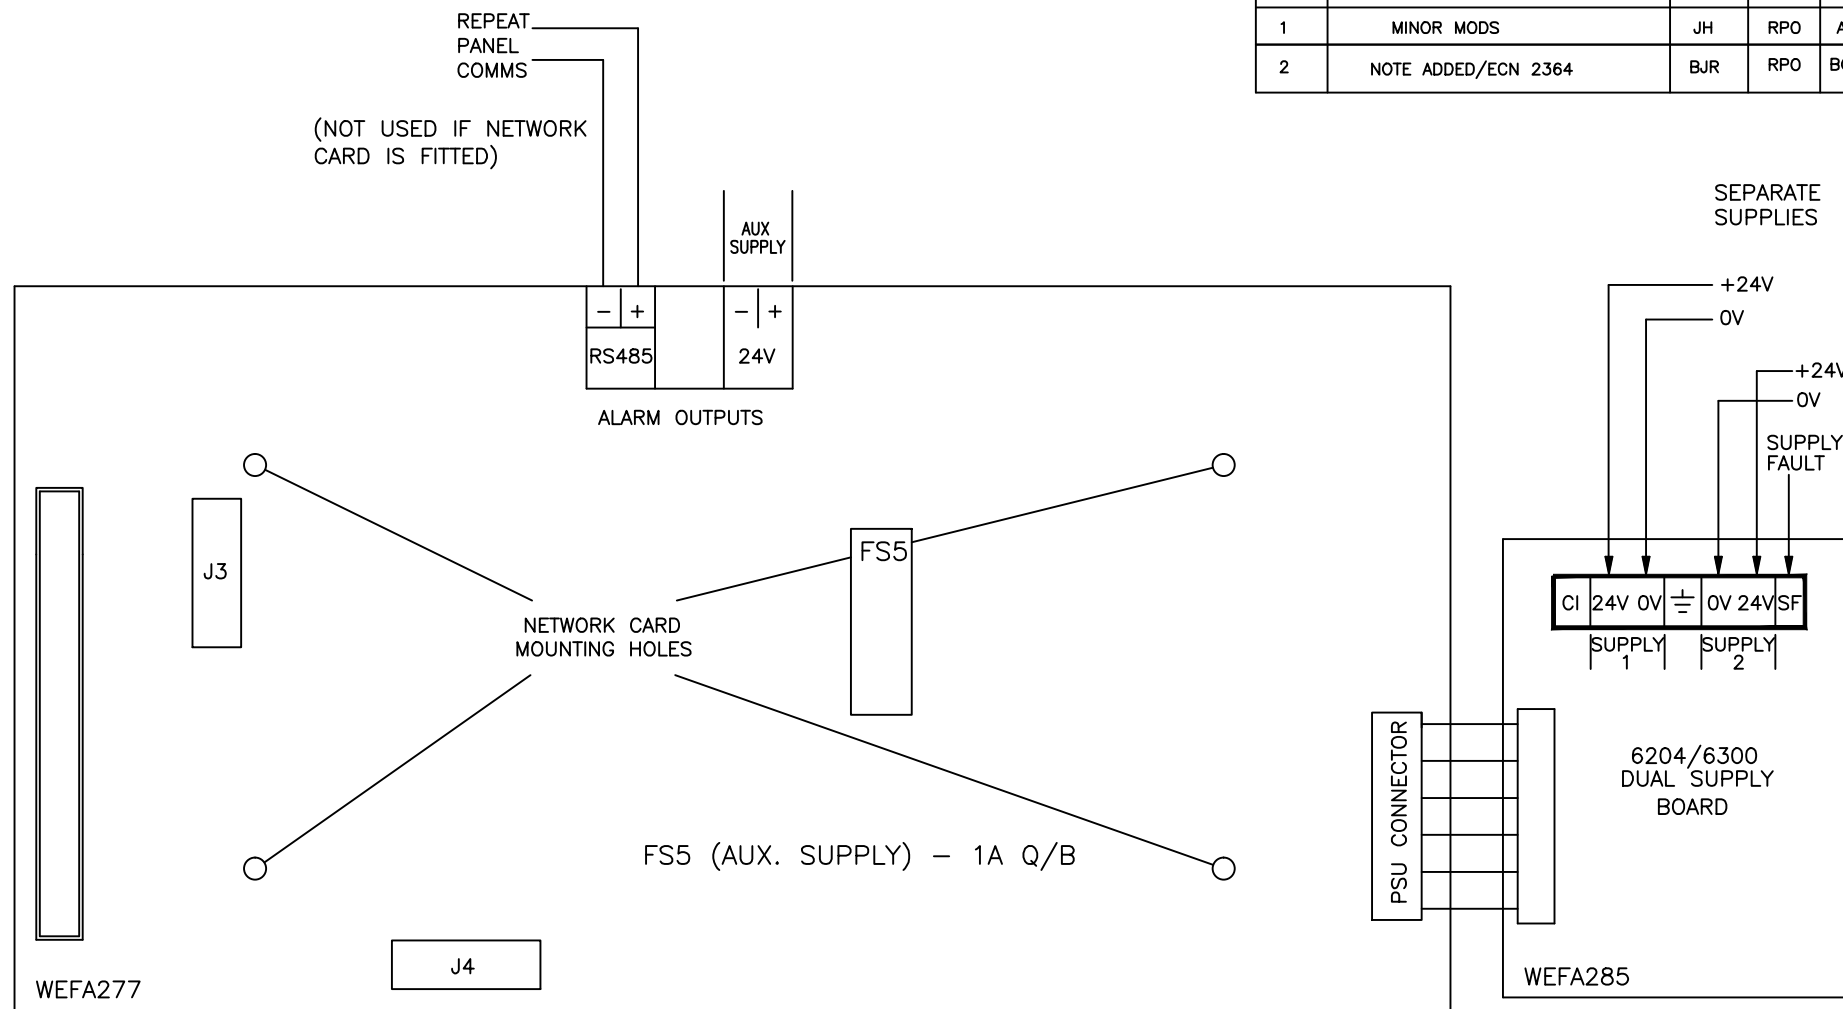 1 MINOR MODS JH RPO
2 NOTE ADDED/ECN 2364 BJR RPO
REPEAT
PANEL
COMMS
(NOT USED IF NETWORK
CARD IS FITTED)
AUX
SUPPLY
- + - +
RS485 24V
ALARM OUTPUTS
SEPARATE
SUPPLIES
+24V
0V
+24V
0V
SUPPLY
FAULT
J3
FS5
NETWORK CARD
MOUNTING HOLES
CI 24V 0V 0V 24V SF
SUPPLY
1
SUPPLY
2
PSU CONNECTOR
6204/6300
DUAL SUPPLY
BOARD
FS5 (AUX. SUPPLY) - 1A Q/B
J4
WEFA277
WEFA285